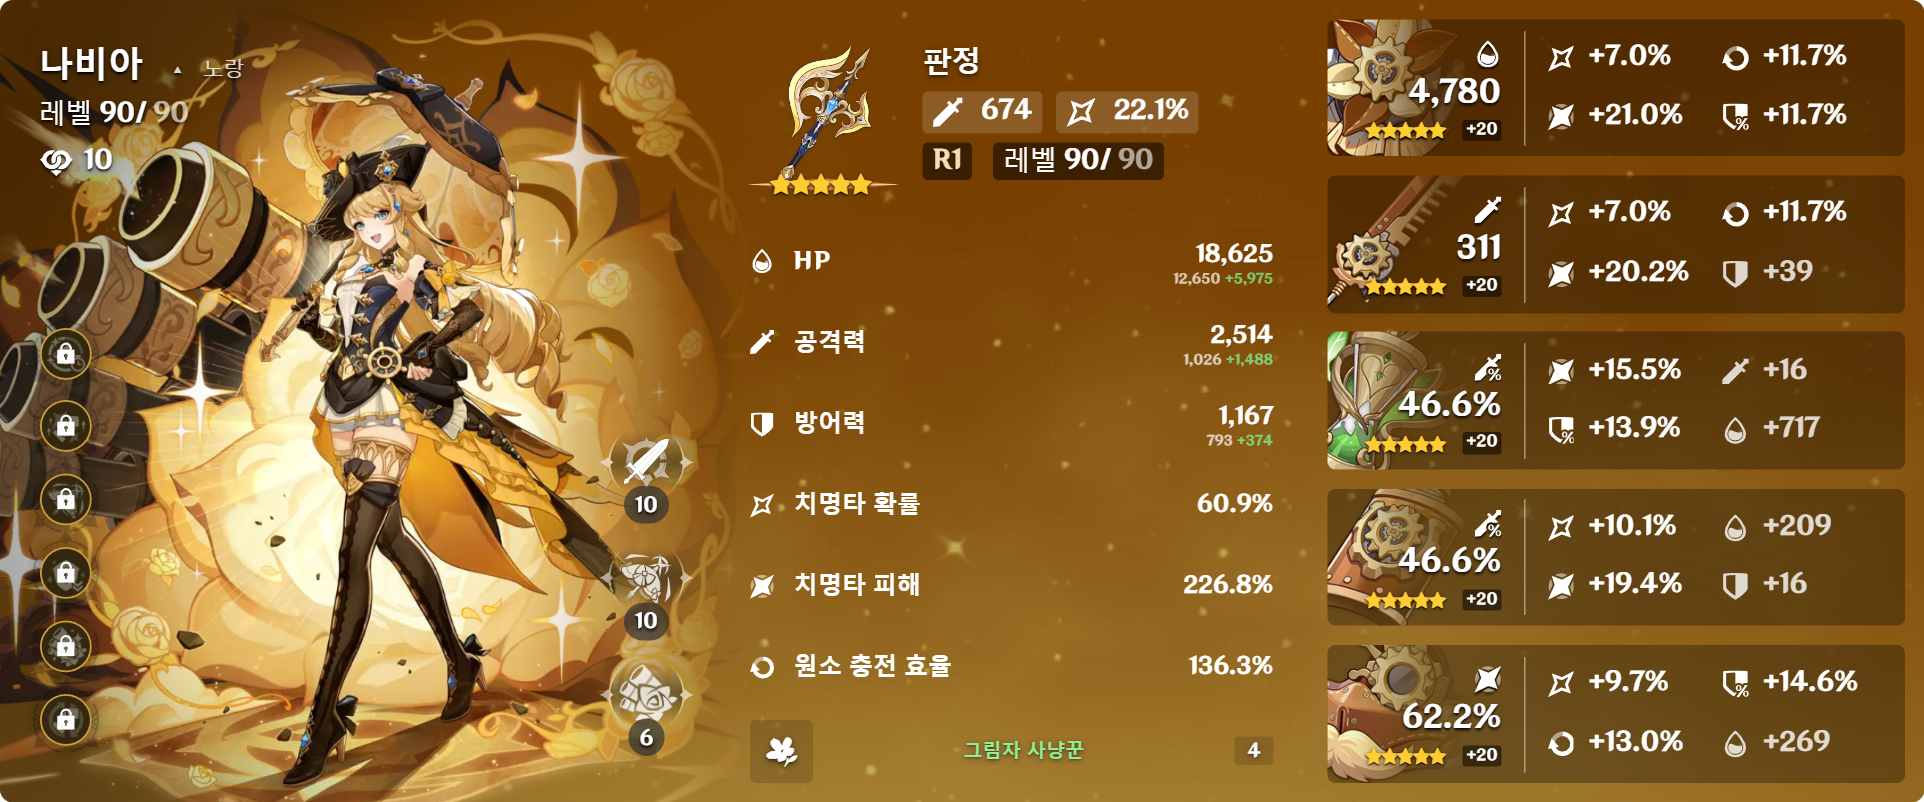 나비아 ▲ 노랑
레벨 90/ 90
10
10
10
6
판정
674 22.1%
R1 레벨 90/ 90
HP 18,625
12,650 +5,975
공격력 2,514
1,026 +1,488
방어력 1,167
793 +374
치명타 확률 60.9%
치명타 피해 226.8%
원소 충전 효율 136.3%
그림자 사냥꾼 4
4,780
+20
+7.0% +11.7%
+21.0% +11.7%
311
+20
+7.0% +11.7%
+20.2% +39
46.6%
+20
+15.5% +16
+13.9% +717
46.6%
+20
+10.1% +209
+19.4% +16
62.2%
+20
+9.7% +14.6%
+13.0% +269